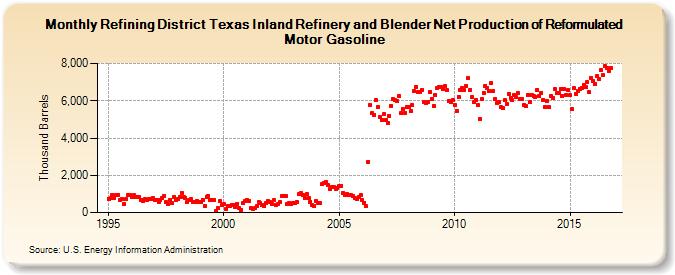 Monthly Refining District Texas Inland Refinery and Blender Net Production of Reformulated
Motor Gasoline
Thousand Barrels
8,000
6,000
4,000
2,000
0
1995
2000
2005
2010
2015
Source: U.S. Energy Information Administration